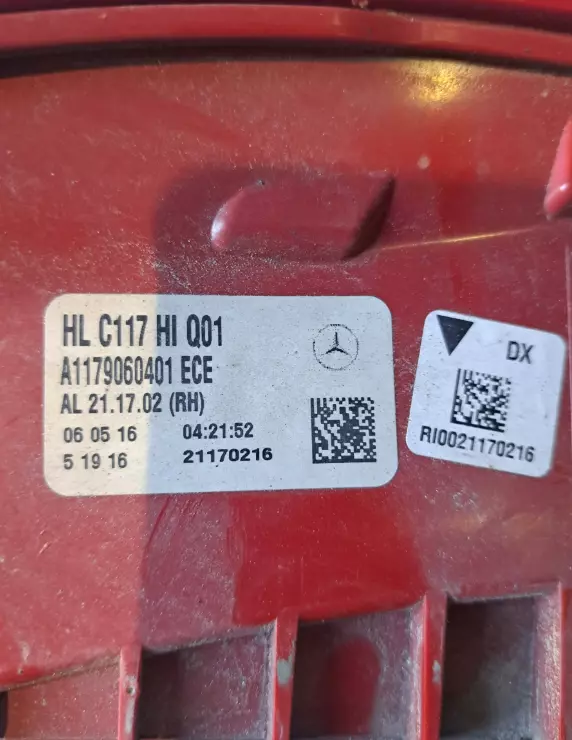 HL C117 HI Q01
A1179060401 ECE
AL 21.17.02 (RH)
06 05 16 04:21:52
5 19 16 21170216
DX
RI0021170216